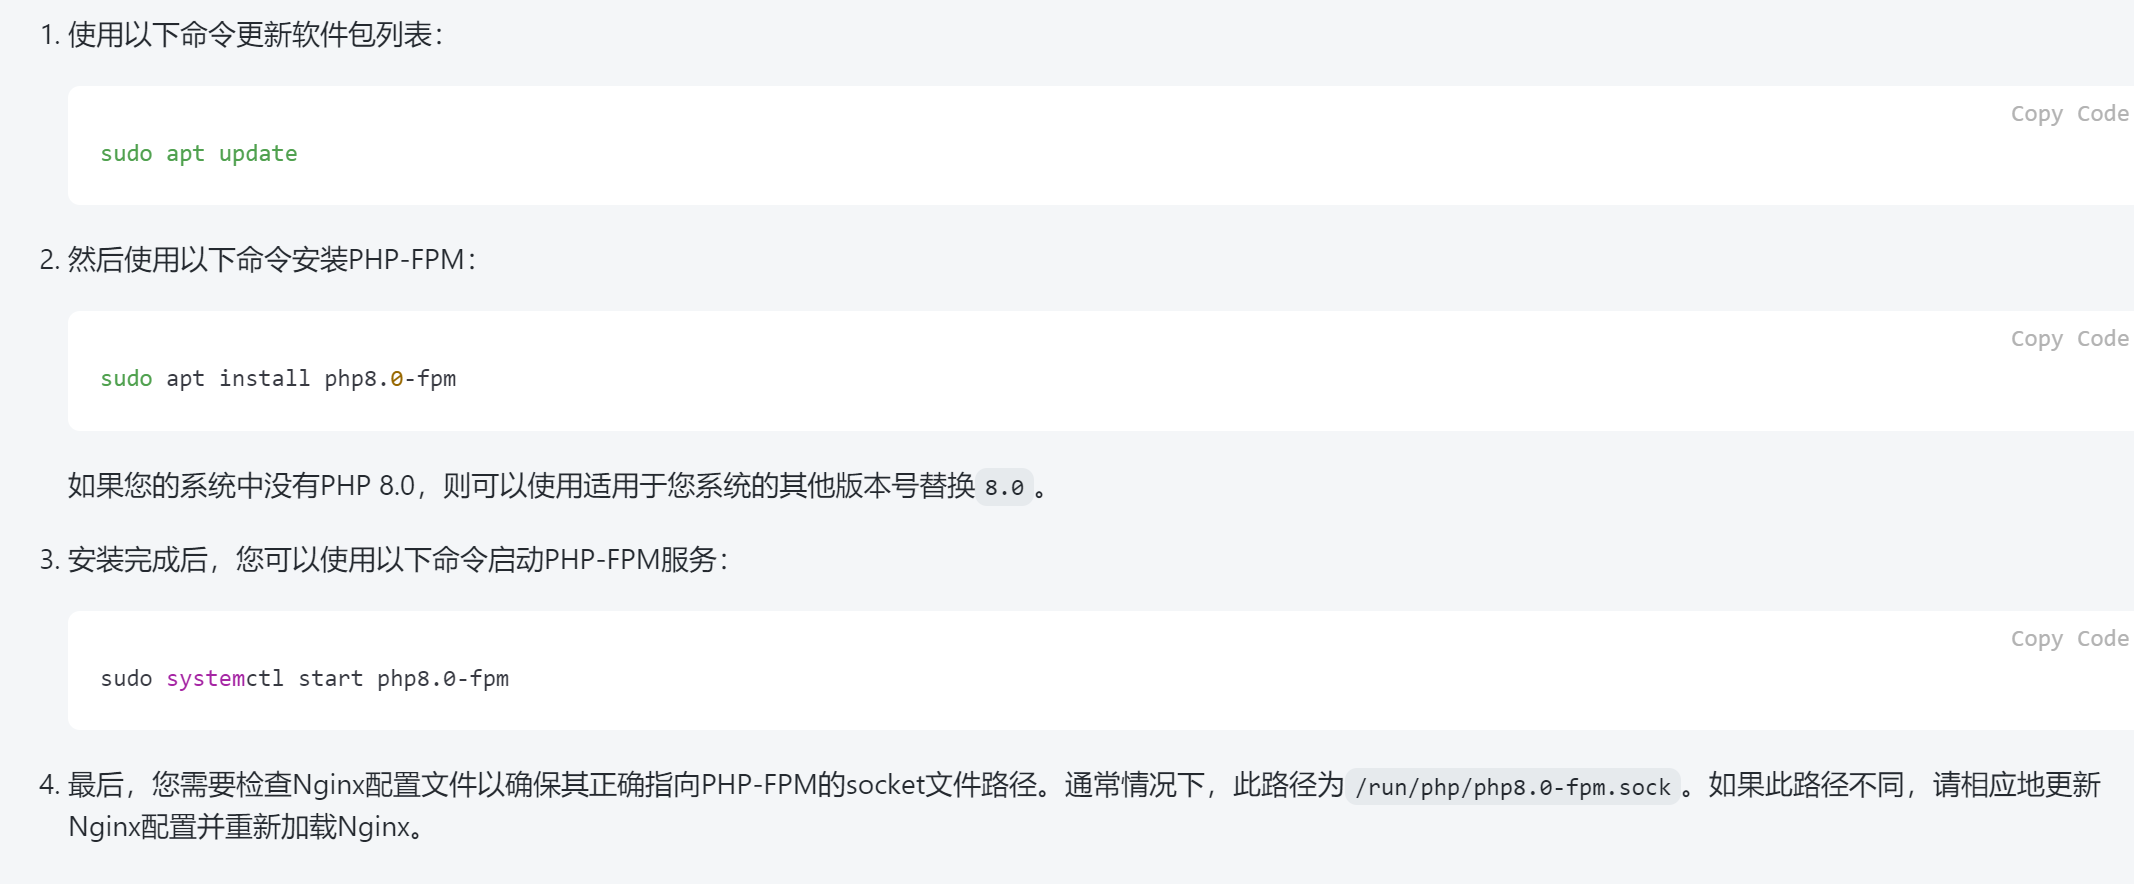 1. 使用以下命令更新软件包列表：
Copy Code
sudo apt update
2. 然后使用以下命令安装PHP-FPM：
Copy Code
sudo apt install php8.0-fpm
如果您的系统中没有PHP 8.0，则可以使用适用于您系统的其他版本号替换 8.0 。
3. 安装完成后，您可以使用以下命令启动PHP-FPM服务：
Copy Code
sudo systemctl start php8.0-fpm
4. 最后，您需要检查Nginx配置文件以确保其正确指向PHP-FPM的socket文件路径。通常情况下，此路径为 /run/php/php8.0-fpm.sock 。如果此路径不同，请相应地更新
Nginx配置并重新加载Nginx。